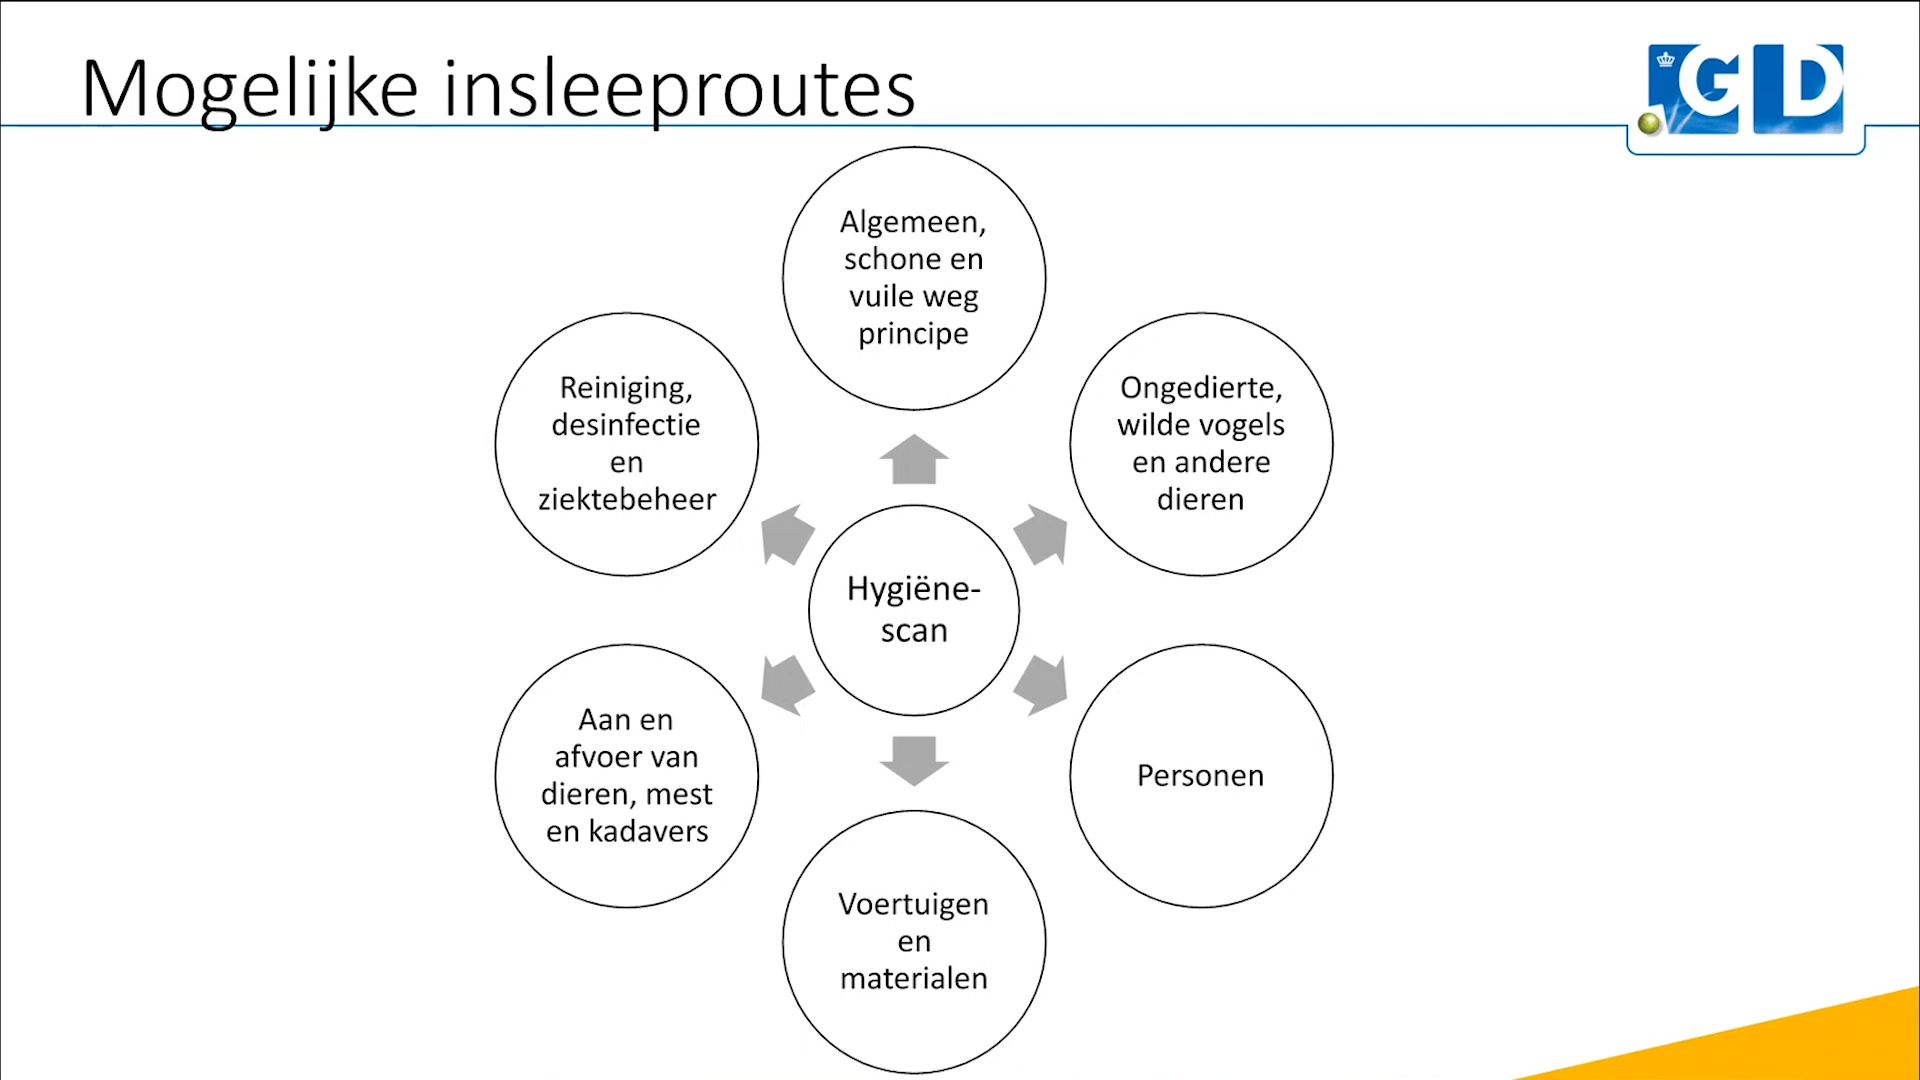 Mogelijke insleeproutes
GD
Algemeen,
schone en
vuile weg
principe
Reiniging,
desinfectie
en
ziektebeheer
Ongedierte,
wilde vogels
en andere
dieren
Hygiëne-
scan
Aan en
afvoer van
dieren, mest
en kadavers
Personen
Voertuigen
en
materialen